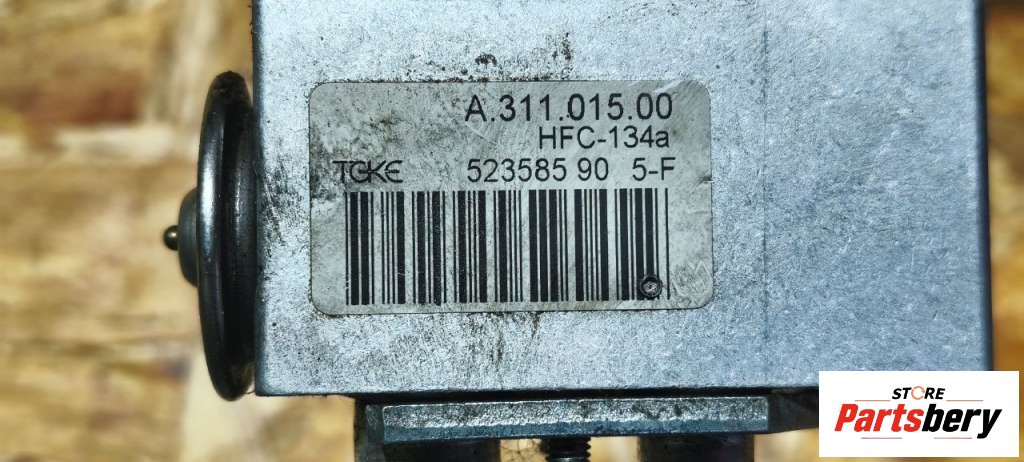 A.311.015.00
HFC-134a
TGKE 523585 90 5-F
STORE
Partsbery